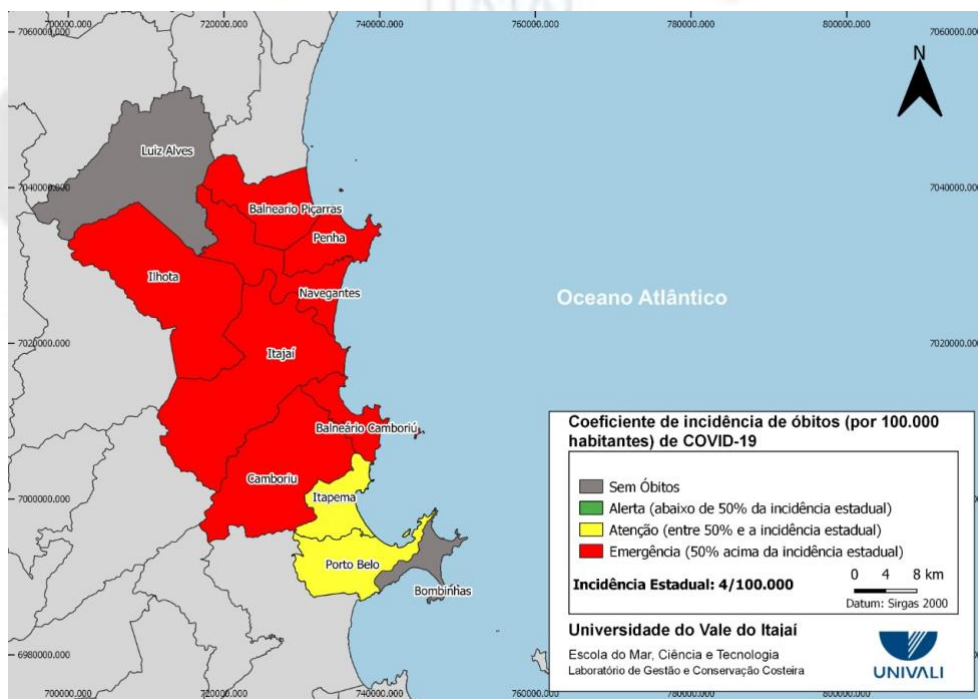 700000.000 720000.000 740000.000 760000.000 780000.000 800000.000
7060000.000 7060000.000
N
Luiz Alves
7040000.000 7040000.000
Balneario Piçarras
Penha
Ilhota
Navegantes
Oceano Atlântico
7020000.000 7020000.000
Itajaí
Balneário Camboriú
Camboriu
7000000.000
Itapema
Porto Belo
Bombinhas
6980000.000
Coeficiente de incidência de óbitos (por 100.000
habitantes) de COVID-19
Sem Óbitos
Alerta (abaixo de 50% da incidência estadual)
Atenção (entre 50% e a incidência estadual)
Emergência (50% acima da incidência estadual)
Incidência Estadual: 4/100.000
0 4 8 km
Datum: Sirgas 2000
Universidade do Vale do Itajaí
Escola do Mar, Ciência e Tecnologia
Laboratório de Gestão e Conservação Costeira
UNIVALI
700000.000 720000.000 740000.000 760000.000 780000.000 800000.000